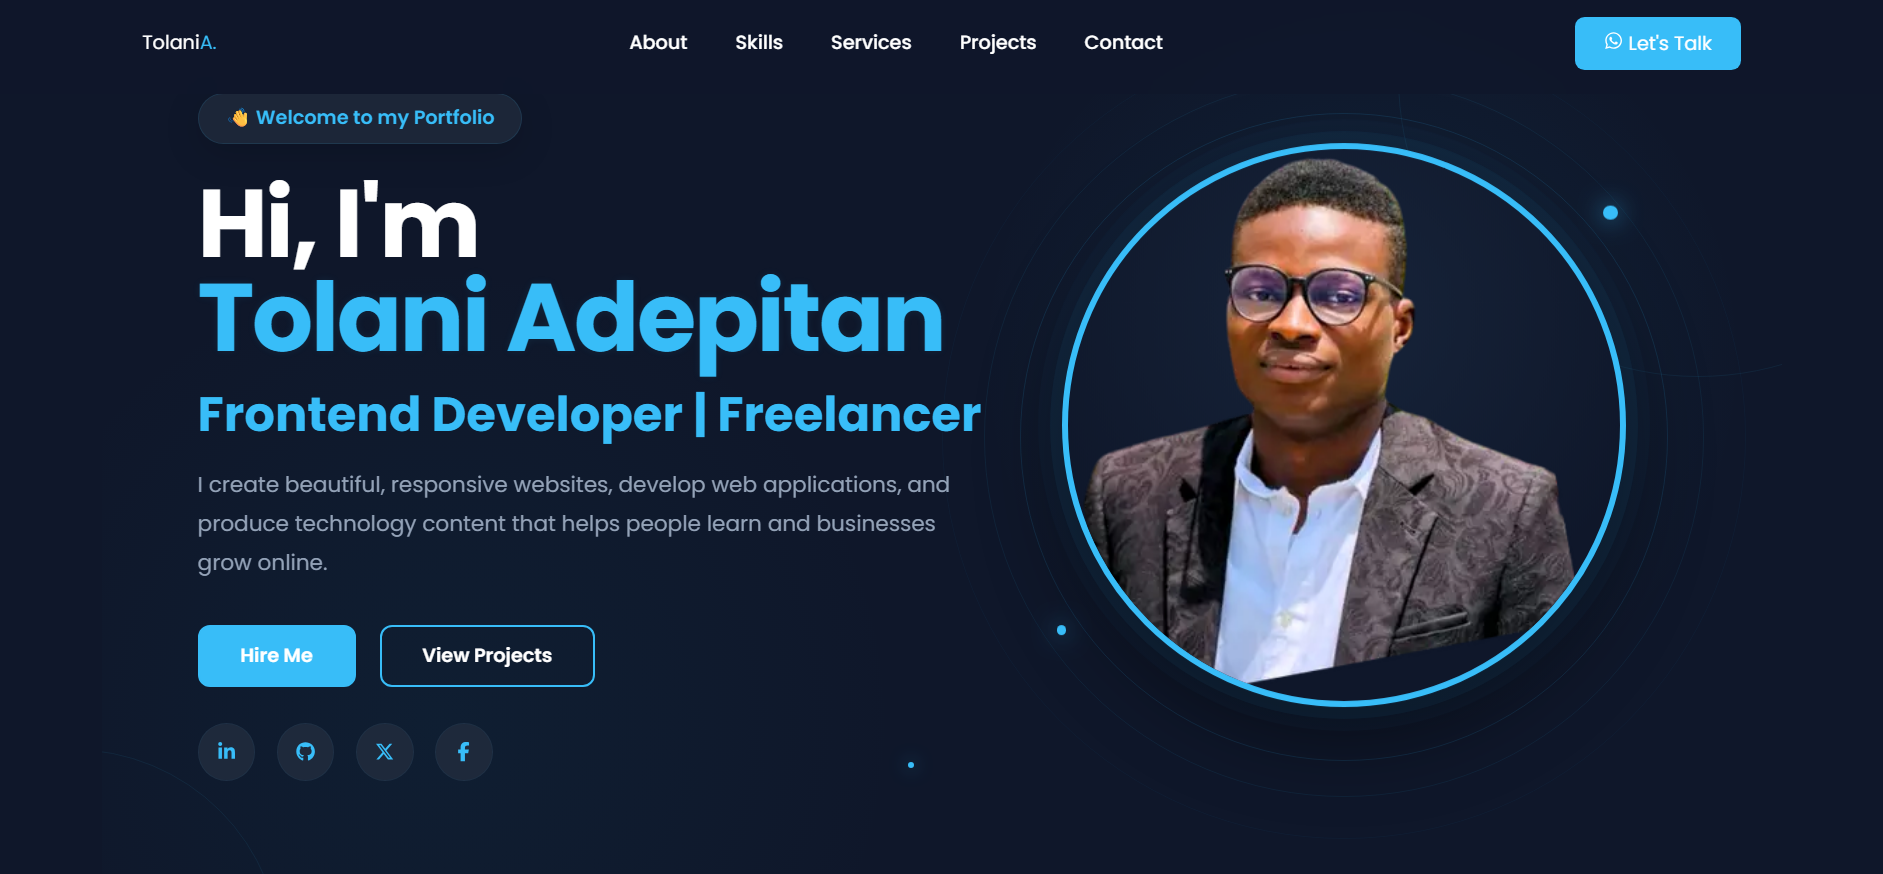 TolaniA.
About
Skills
Services
Projects
Contact
Let's Talk
👋 Welcome to my Portfolio
Hi, I'm
Tolani Adepitan
Frontend Developer | Freelancer
I create beautiful, responsive websites, develop web applications, and
produce technology content that helps people learn and businesses
grow online.
Hire Me
View Projects